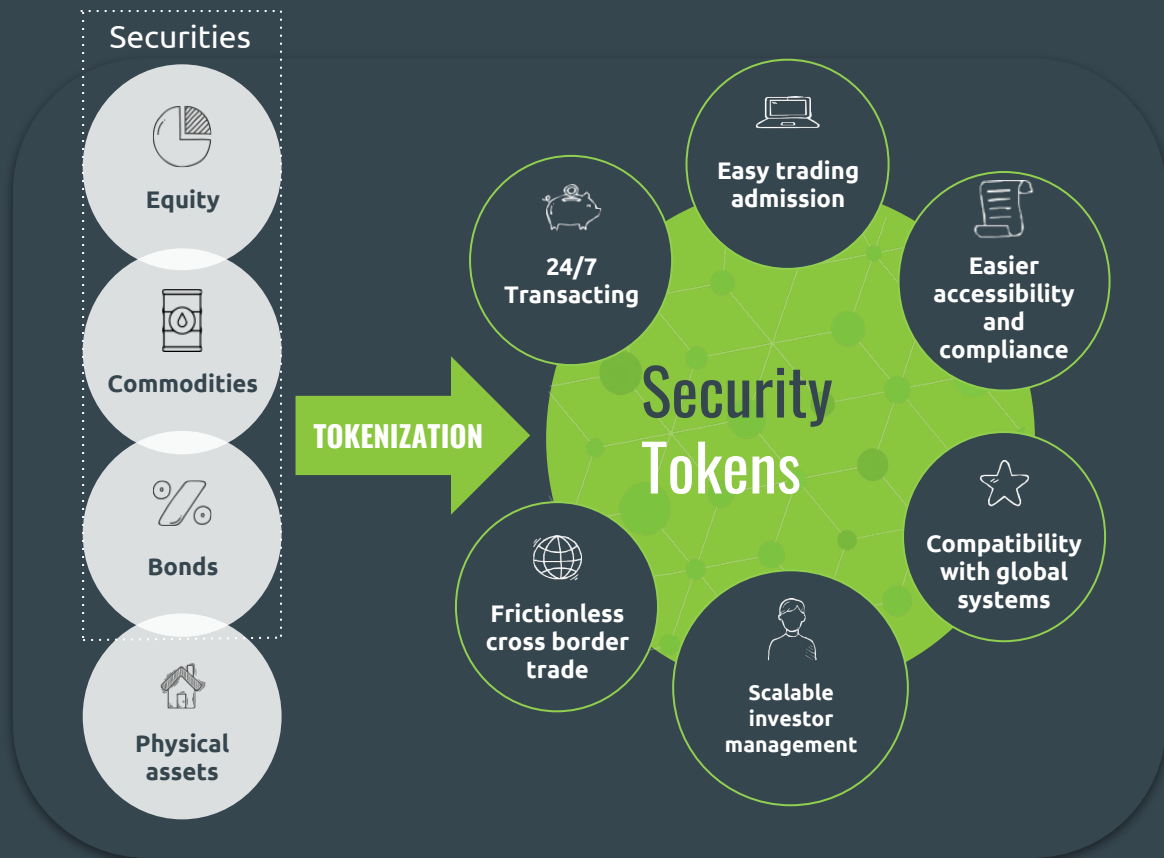 Securities
Equity
Commodities
Bonds
Physical
assets
TOKENIZATION
Security
Tokens
Easy trading
admission
24/7
Transacting
Easier
accessibility
and
compliance
Compatibility
with global
systems
Scalable
investor
management
Frictionless
cross border
trade